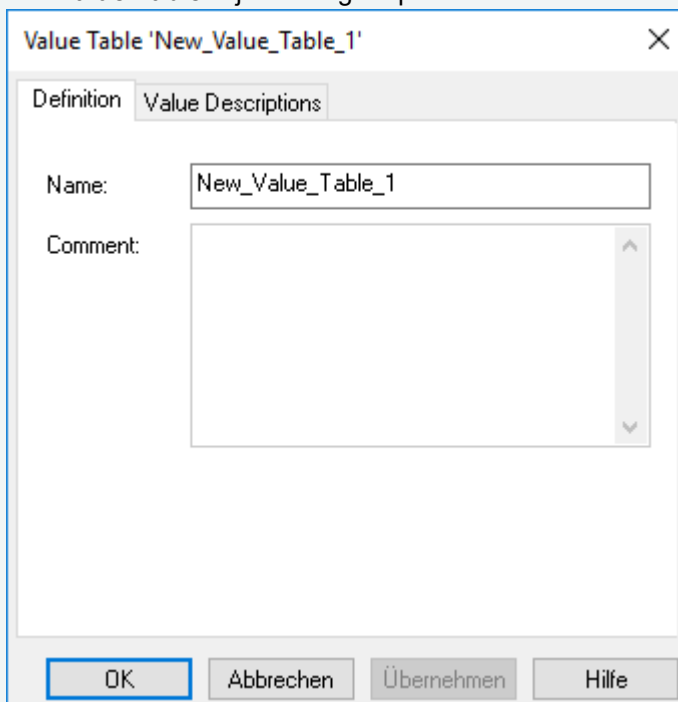 Value Table 'New_Value_Table_1'
Definition Value Descriptions
Name: New_Value_Table_1
Comment:
OK Abbrechen Übernehmen Hilfe